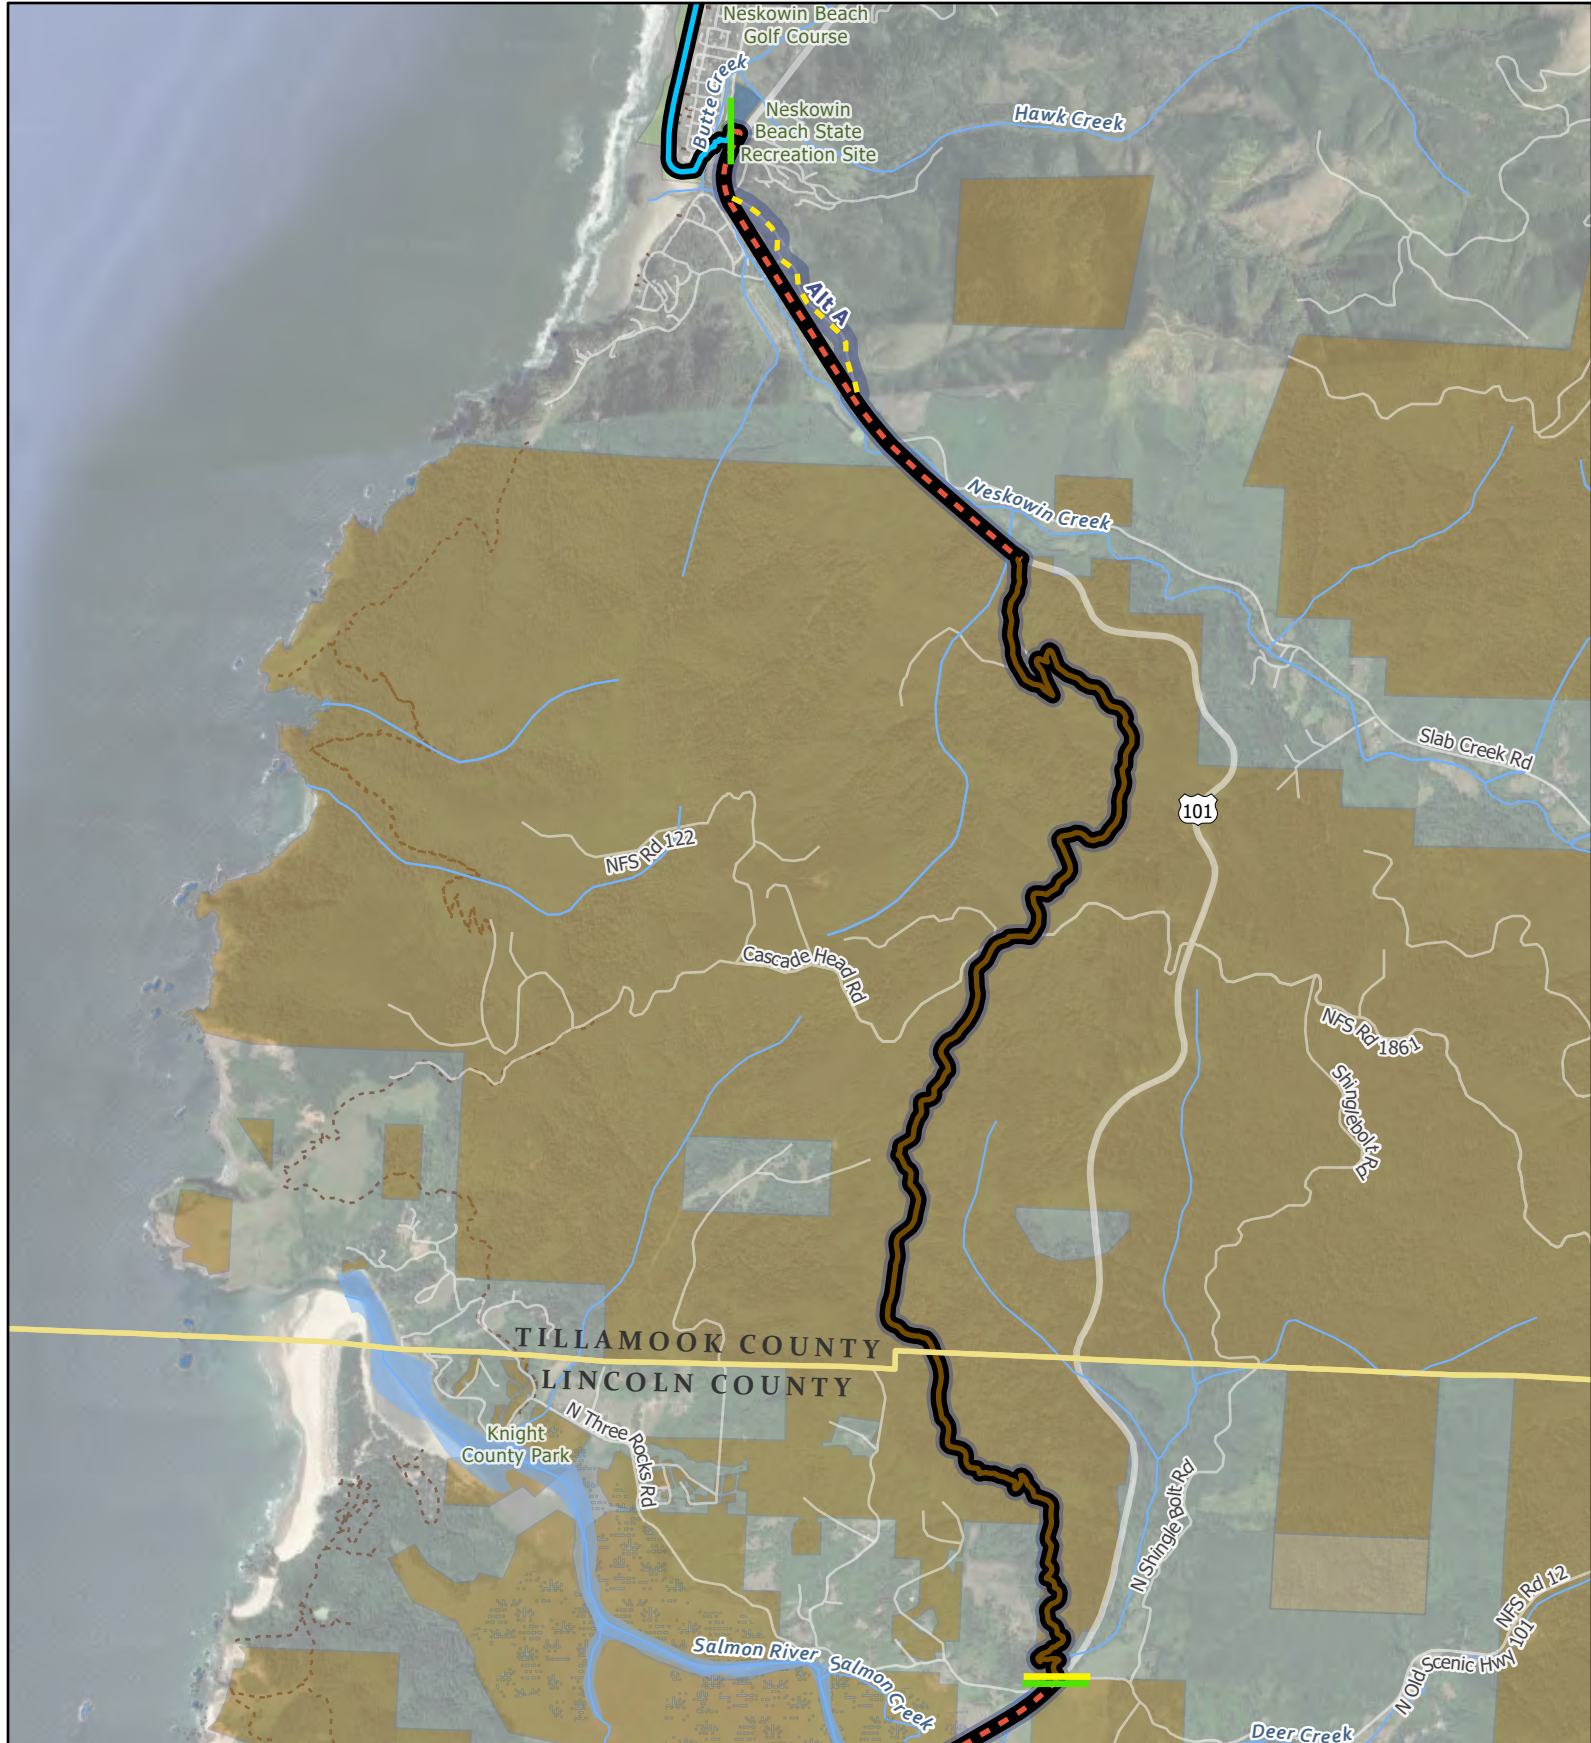 Neskowin Beach
Golf Course
Butte Creek
Neskowin
Beach State
Recreation Site
Hawk Creek
Alt A
Neskowin Creek
Slab Creek Rd
101
NFS Rd 122
Cascade Head Rd
NFS Rd 1861
Shinglebolt Rd
TILLAMOOK COUNTY
LINCOLN COUNTY
Knight
County Park
N Three Rocks Rd
N Shingle Bolt Rd
NFS Rd 12
N Old Scenic Hwy 101
Salmon River
Salmon Creek
Deer Creek